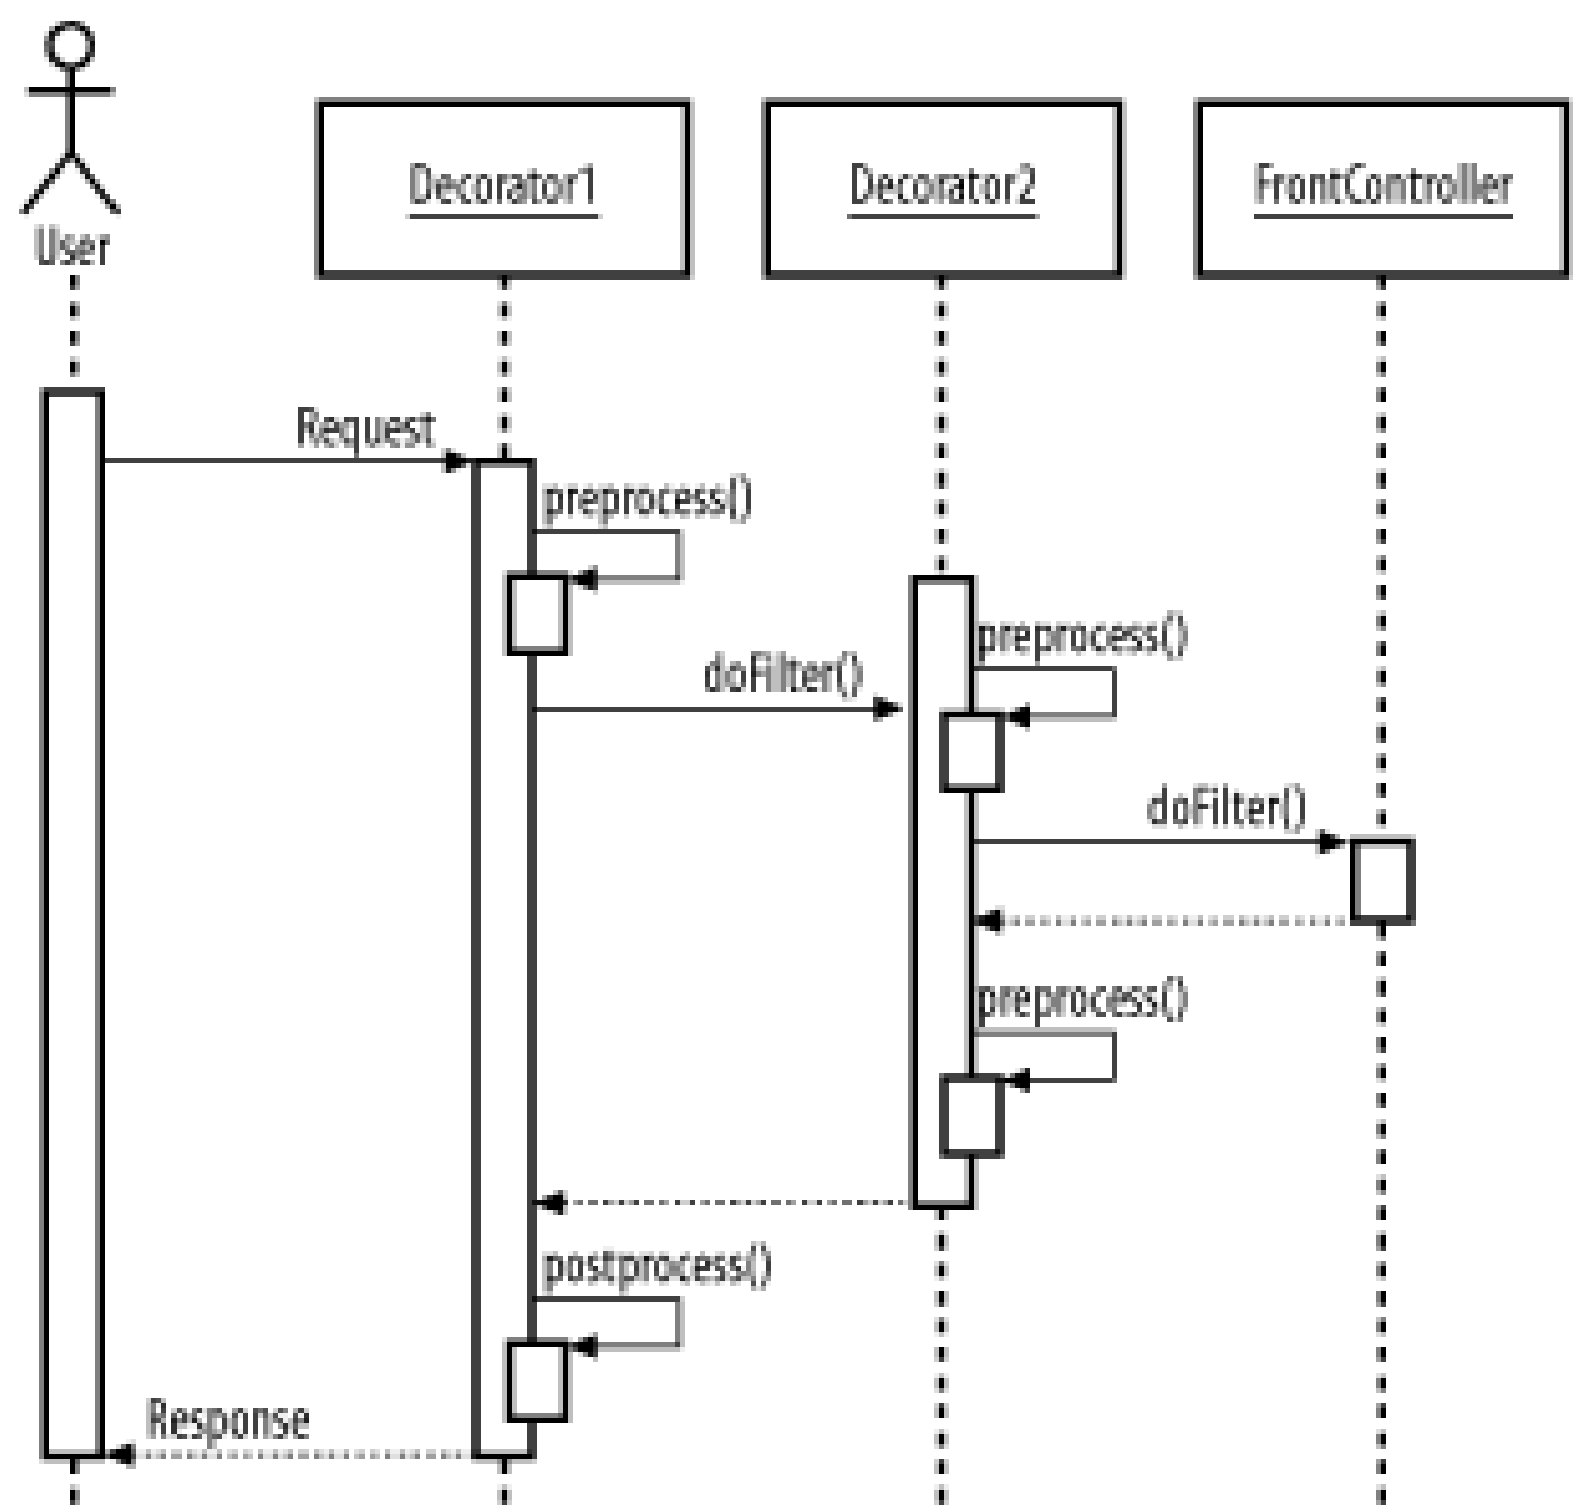 User
Decorator1
Decorator2
FrontController
Request
preprocess()
preprocess()
doFilter()
doFilter()
preprocess()
postprocess()
Response